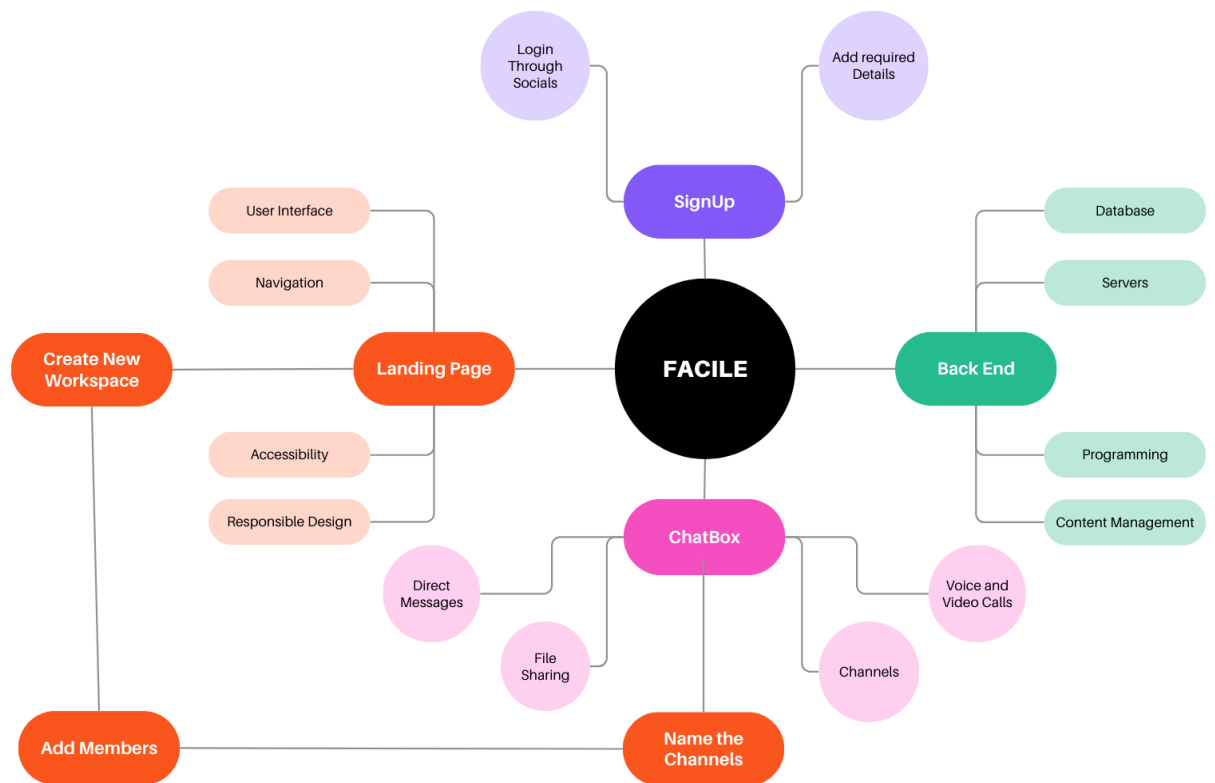 Login
Through
Socials
Add required
Details
SignUp
User Interface
Database
Navigation
Servers
Create New
Workspace
Landing Page
FACILE
Back End
Accessibility
Programming
Responsible Design
Content Management
ChatBox
Direct
Messages
Voice and
Video Calls
File
Sharing
Channels
Add Members
Name the
Channels